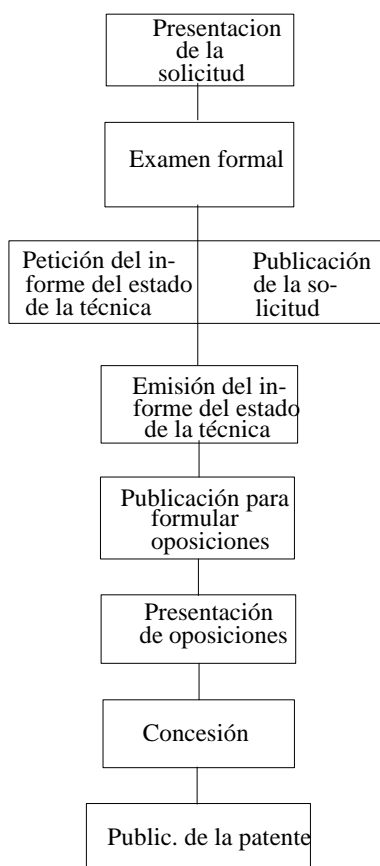 Presentacion
de la
solicitud
Examen formal
Petición del in-
forme del estado
de la técnica
Publicación
de la so-
licitud
Emisión del in-
forme del estado
de la técnica
Publicación para
formular
oposiciones
Presentación
de oposiciones
Concesión
Public. de la patente